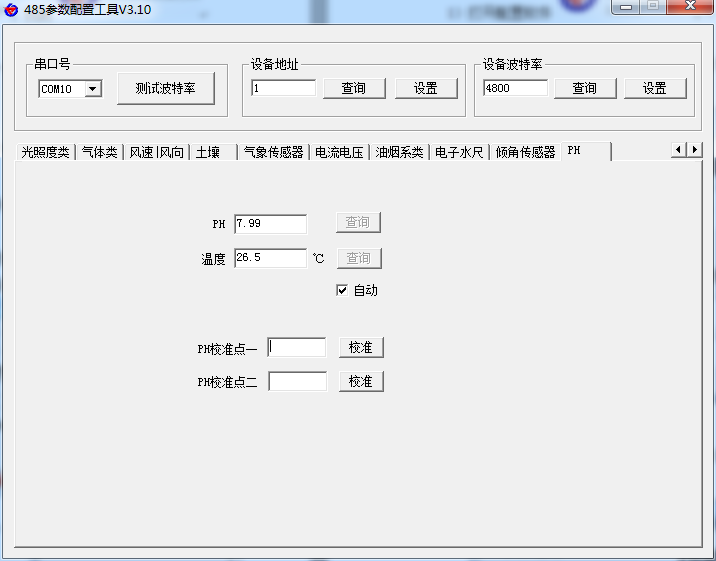 485参数配置工具V3.10
串口号
COM10
测试波特率
设备地址
1
查询
设置
设备波特率
4800
查询
设置
光照度类
气体类
风速|风向
土壤
气象传感器
电流电压
油烟系类
电子水尺
倾角传感器
PH
PH
7.99
查询
温度
26.5
℃
查询
自动
PH校准点一
校准
PH校准点二
校准